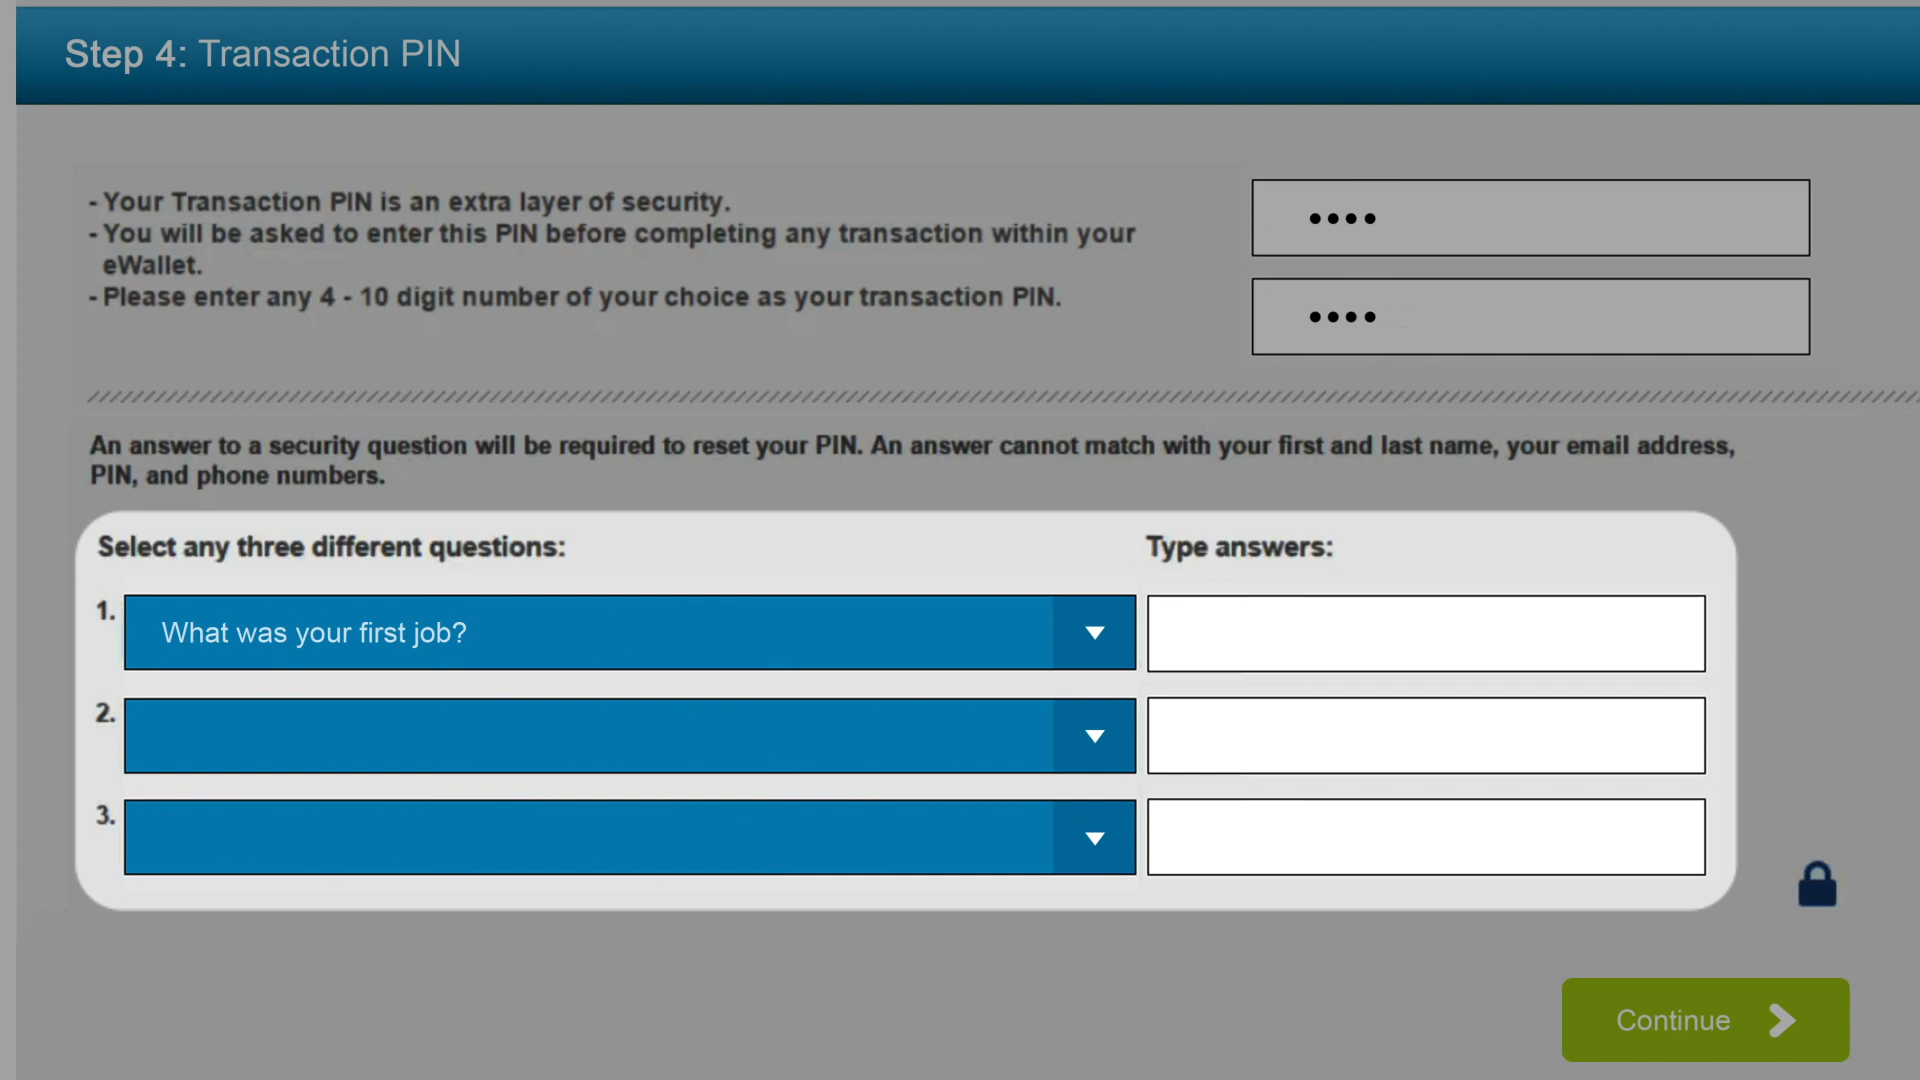 Step 4: Transaction PIN
- Your Transaction PIN is an extra layer of security.
- You will be asked to enter this PIN before completing any transaction within your
eWallet.
- Please enter any 4 - 10 digit number of your choice as your transaction PIN.
••••
••••
An answer to a security question will be required to reset your PIN. An answer cannot match with your first and last name, your email address,
PIN, and phone numbers.
Select any three different questions:
Type answers:
1.
What was your first job?
2.
3.
Continue